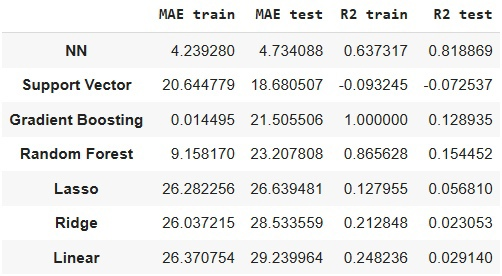 MAE train MAE test R2 train R2 test
NN 4.239280 4.734088 0.637317 0.818869
Support Vector 20.644779 18.680507 -0.093245 -0.072537
Gradient Boosting 0.014495 21.505506 1.000000 0.128935
Random Forest 9.158170 23.207808 0.865628 0.154452
Lasso 26.282256 26.639481 0.127955 0.056810
Ridge 26.037215 28.533559 0.212848 0.023053
Linear 26.370754 29.239964 0.248236 0.029140